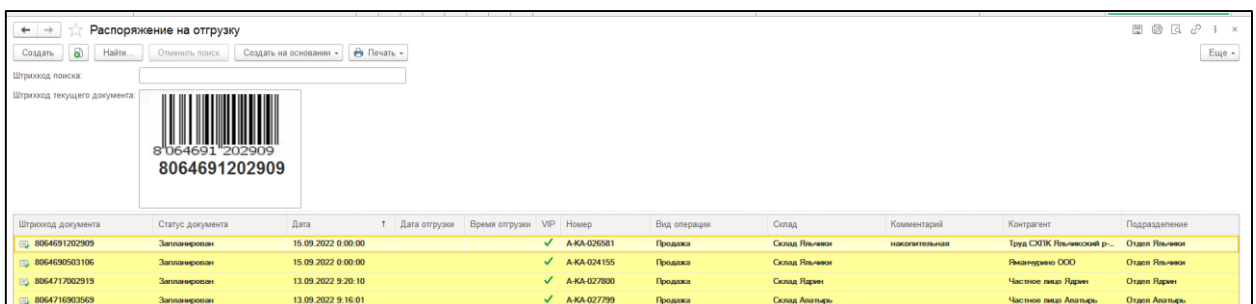 Распоряжение на отгрузку
Создать Найти... Отменить поиск Создать на основании Печать Еще
Штрихкод поиска:
Штрихкод текущего документа:
8 064691 202909
8064691202909
Штрихкод документа Статус документа Дата Дата отгрузки Время отгрузки VIP Номер Вид операции Склад Комментарий Контрагент Подразделение
8064691202909 Запланирован 15.09.2022 0:00:00 А-КА-026581 Продажа Склад Яльчики накопительная Труд СХПК Яльчикский р-... Отдел Яльчики
8064690503106 Запланирован 15.09.2022 0:00:00 А-КА-024155 Продажа Склад Яльчики Яманчурино ООО Отдел Яльчики
8064717002919 Запланирован 13.09.2022 9:20:10 А-КА-027800 Продажа Склад Ядрин Частное лицо Ядрин Отдел Ядрин
8064716903569 Запланирован 13.09.2022 9:16:01 А-КА-027799 Продажа Склад Алатырь Частное лицо Алатырь Отдел Алатырь